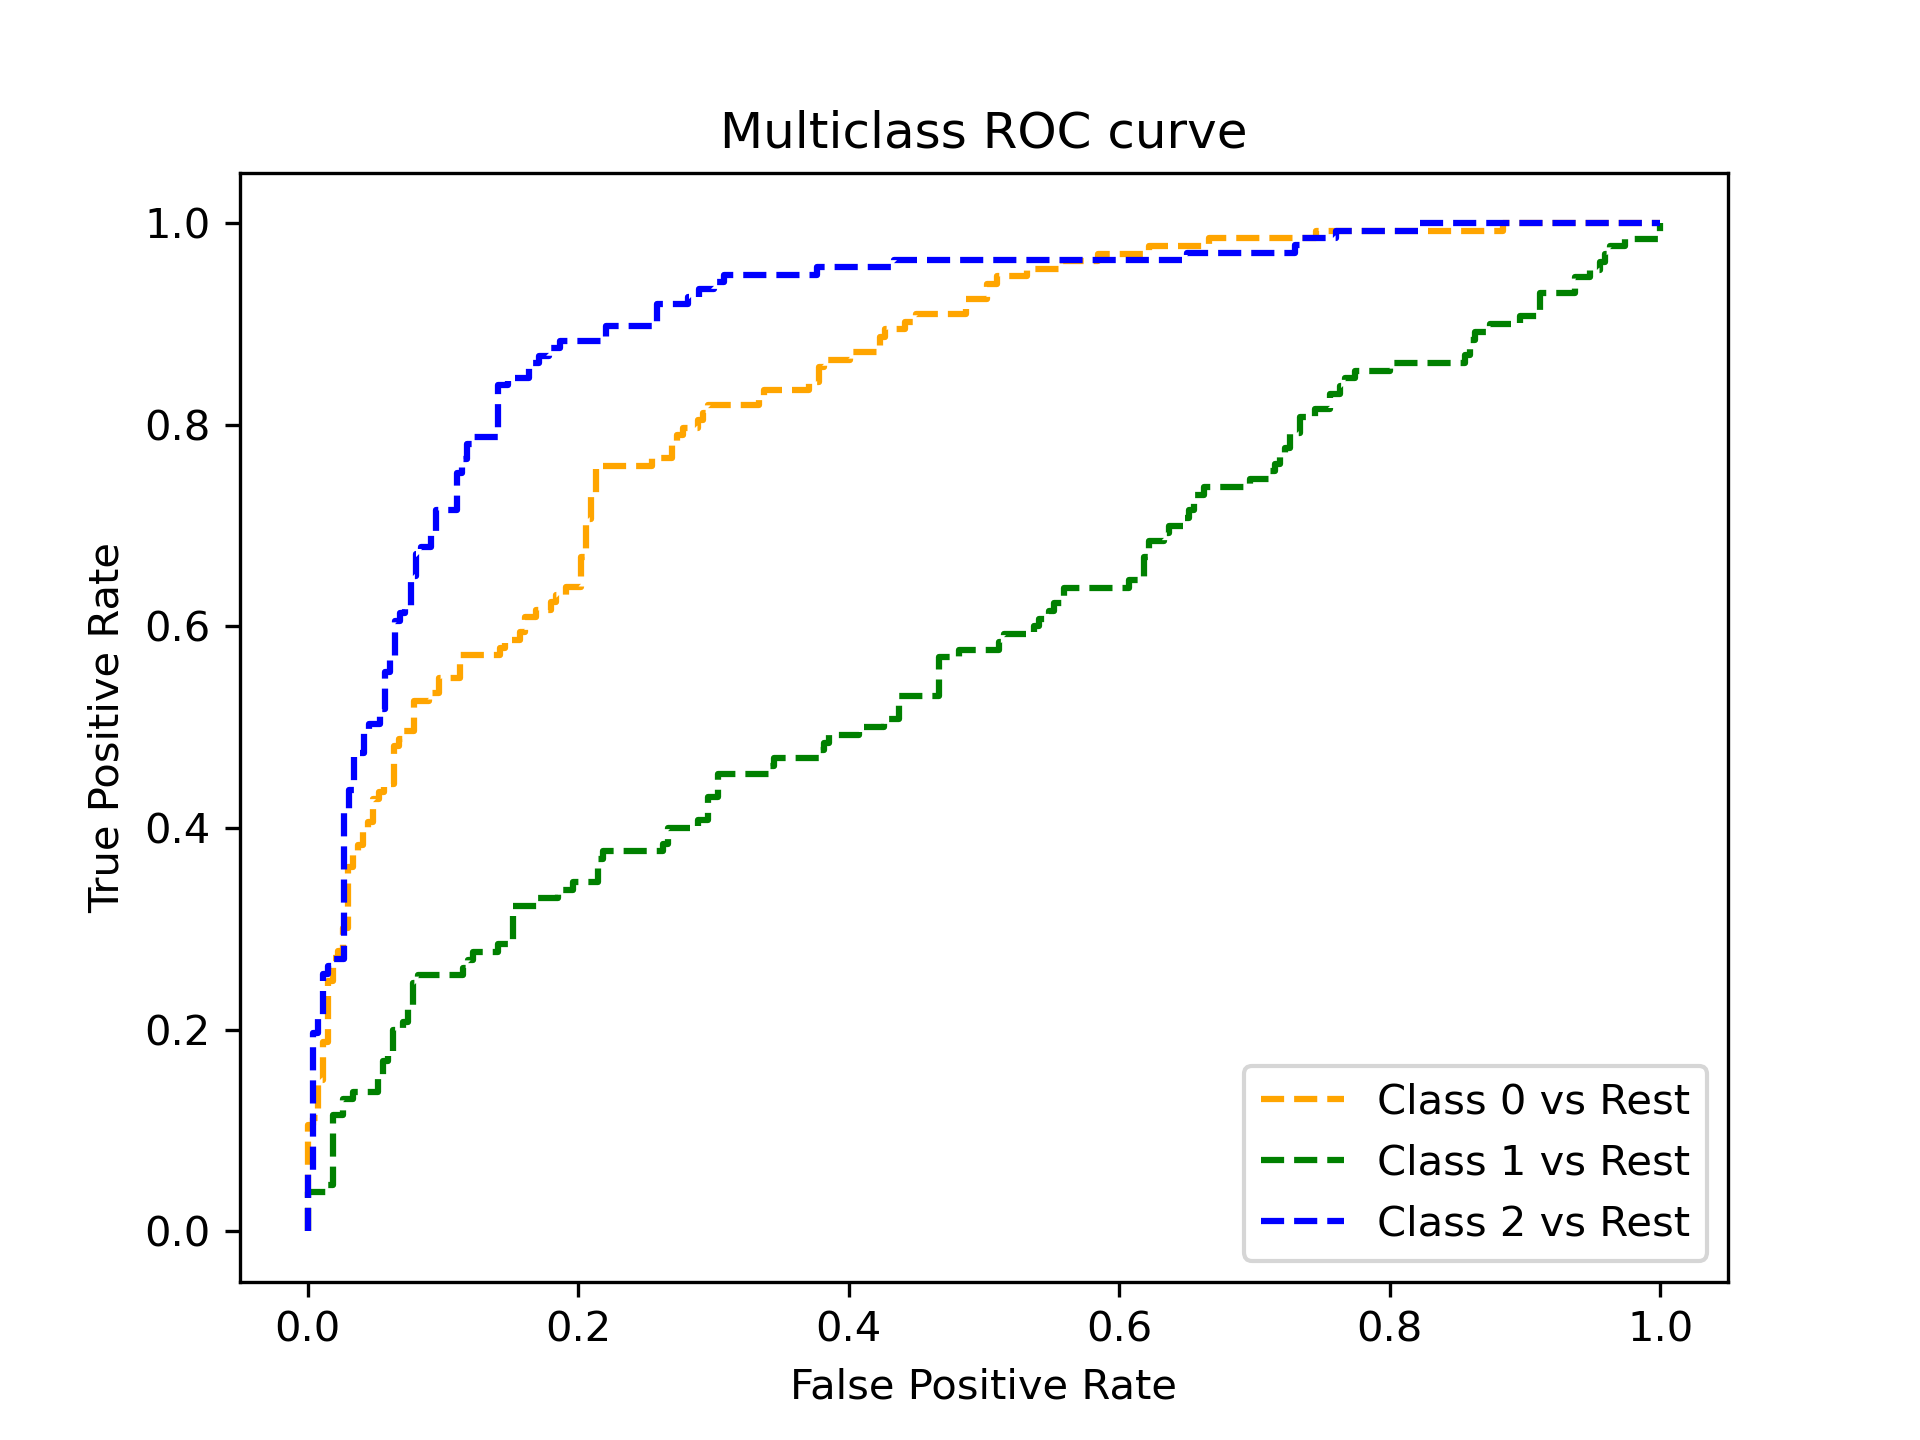 Multiclass ROC curve
True Positive Rate
1.0
0.8
0.6
0.4
0.2
0.0
Class 0 vs Rest
Class 1 vs Rest
Class 2 vs Rest
0.0 0.2 0.4 0.6 0.8 1.0
False Positive Rate